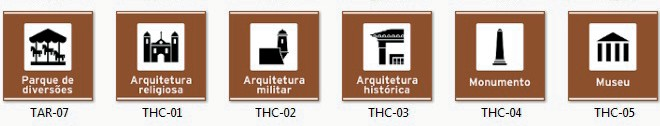 Parque de
diversões
Arquitetura
religiosa
Arquitetura
militar
Arquitetura
histórica
Monumento
Museu
TAR-07
THC-01
THC-02
THC-03
THC-04
THC-05